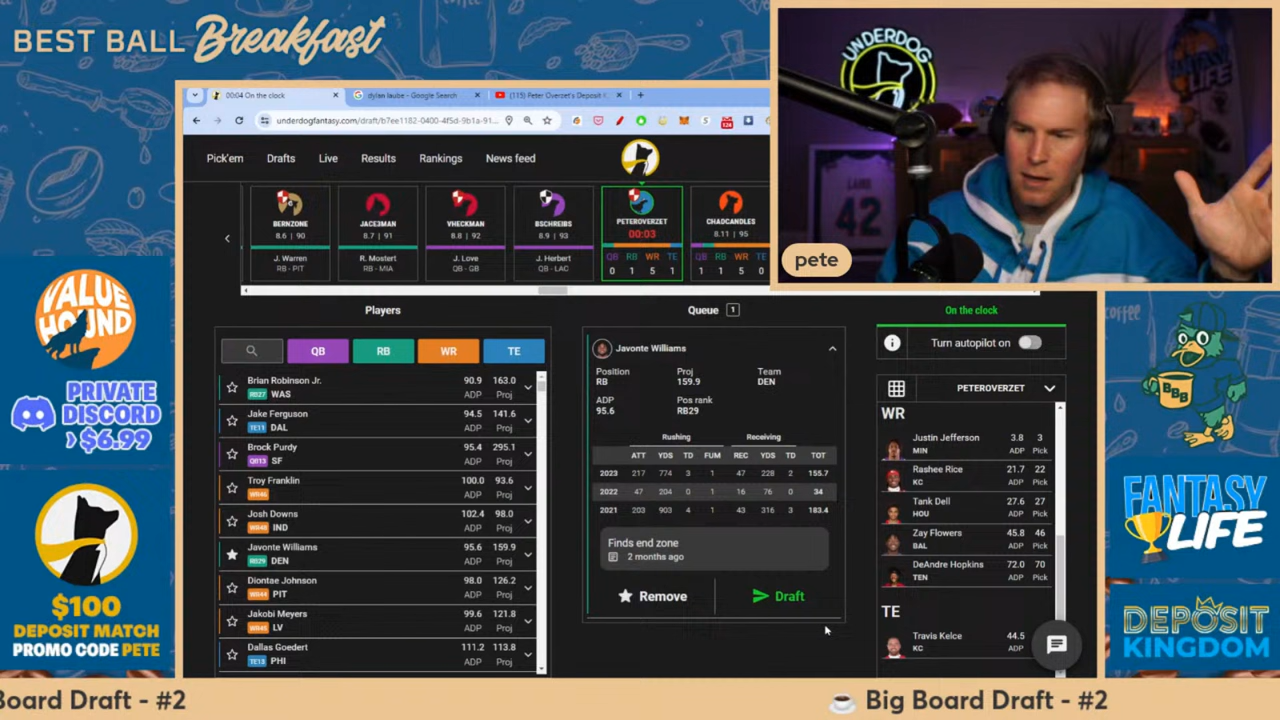 BEST BALL Breakfast
UNDERDOG
FANTASY
LIFE
LAMB
42
pete
00:04 On the clock
dylan laube - Google Search
(115) Peter Overzet's Deposit K
underdogfantasy.com/draft/b7ee1182-0400-4f5d-9b1a-91...
Pick'em
Drafts
Live
Results
Rankings
News feed
BERNZONE
8.6 | 90
J. Warren
RB - PIT
JACE3MAN
8.7 | 91
R. Mostert
RB - MIA
VHECKMAN
8.8 | 92
J. Love
QB - GB
BSCHREIBS
8.9 | 93
J. Herbert
QB - LAC
PETEROVERZET
00:03
QB RB WR TE
0 1 5 1
CHADCANDLES
8.11 | 95
QB RB WR TE
1 1 5 0
Players
QB
RB
WR
TE
Brian Robinson Jr. 90.9 163.0
RB27 WAS ADP Proj
Jake Ferguson 94.5 141.6
TE11 DAL ADP Proj
Brock Purdy 95.4 295.1
QB13 SF ADP Proj
Troy Franklin 100.0 93.6
WR46 ADP Proj
Josh Downs 102.4 98.0
WR48 IND ADP Proj
Javonte Williams 95.6 159.9
RB29 DEN ADP Proj
Diontae Johnson 98.0 126.2
WR44 PIT ADP Proj
Jakobi Meyers 99.6 121.8
WR45 LV ADP Proj
Dallas Goedert 111.2 113.8
TE13 PHI ADP Proj
Queue 1
Javonte Williams
Position Proj Team
RB 159.9 DEN
ADP Pos rank
95.6 RB29
Rushing Receiving
ATT YDS TD FUM REC YDS TD TOT
2023 217 774 3 1 47 228 2 155.7
2022 47 204 0 1 16 76 0 34
2021 203 903 4 1 43 316 3 183.4
Finds end zone
2 months ago
Remove
Draft
On the clock
Turn autopilot on
PETEROVERZET
WR
Justin Jefferson 3.8 3
MIN ADP Pick
Rashee Rice 21.7 22
KC ADP Pick
Tank Dell 27.6 27
HOU ADP Pick
Zay Flowers 45.8 46
BAL ADP Pick
DeAndre Hopkins 72.0 70
TEN ADP Pick
TE
Travis Kelce 44.5
KC ADP
VALUE
HOUND
PRIVATE
DISCORD
> $6.99
$100
DEPOSIT MATCH
PROMO CODE PETE
coffee
BBB
FANTASY
LIFE
DEPOSIT
KINGDOM
Board Draft - #2
Big Board Draft - #2